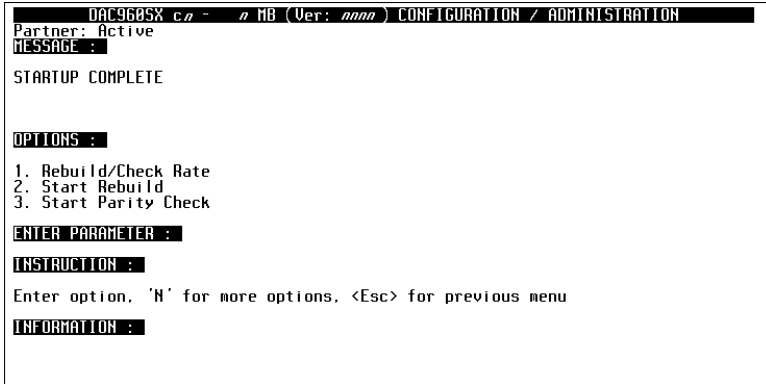 DAC960SX cn - n MB (Ver: nnnn) CONFIGURATION / ADMINISTRATION
Partner: Active
MESSAGE :
STARTUP COMPLETE
OPTIONS :
1. Rebuild/Check Rate
2. Start Rebuild
3. Start Parity Check
ENTER PARAMETER :
INSTRUCTION :
Enter option, 'N' for more options, <Esc> for previous menu
INFORMATION :